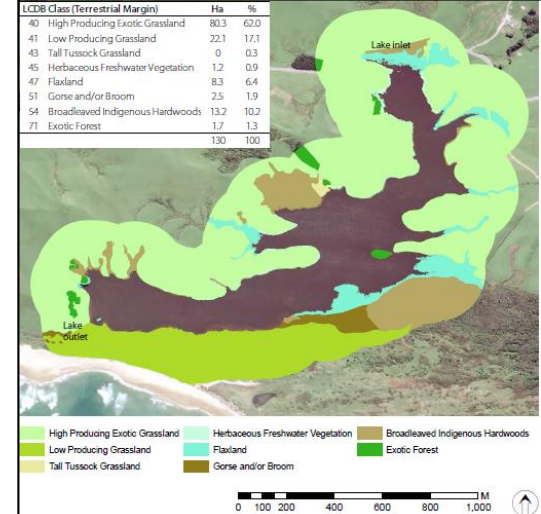 LCDB Class (Terrestrial Margin) Ha %
40 High Producing Exotic Grassland 80.3 62.0
41 Low Producing Grassland 22.1 17.1
43 Tall Tussock Grassland 0 0.3
45 Herbaceous Freshwater Vegetation 1.2 0.9
47 Flaxland 8.3 6.4
51 Gorse and/or Broom 2.5 1.9
54 Broadleaved Indigenous Hardwoods 13.2 10.2
71 Exotic Forest 1.7 1.3
130 100
Lake inlet
Lake
outlet
High Producing Exotic Grassland Herbaceous Freshwater Vegetation Broadleaved Indigenous Hardwoods
Low Producing Grassland Flaxland Exotic Forest
Tall Tussock Grassland Gorse and/or Broom
M
0 100 200 400 600 800 1,000